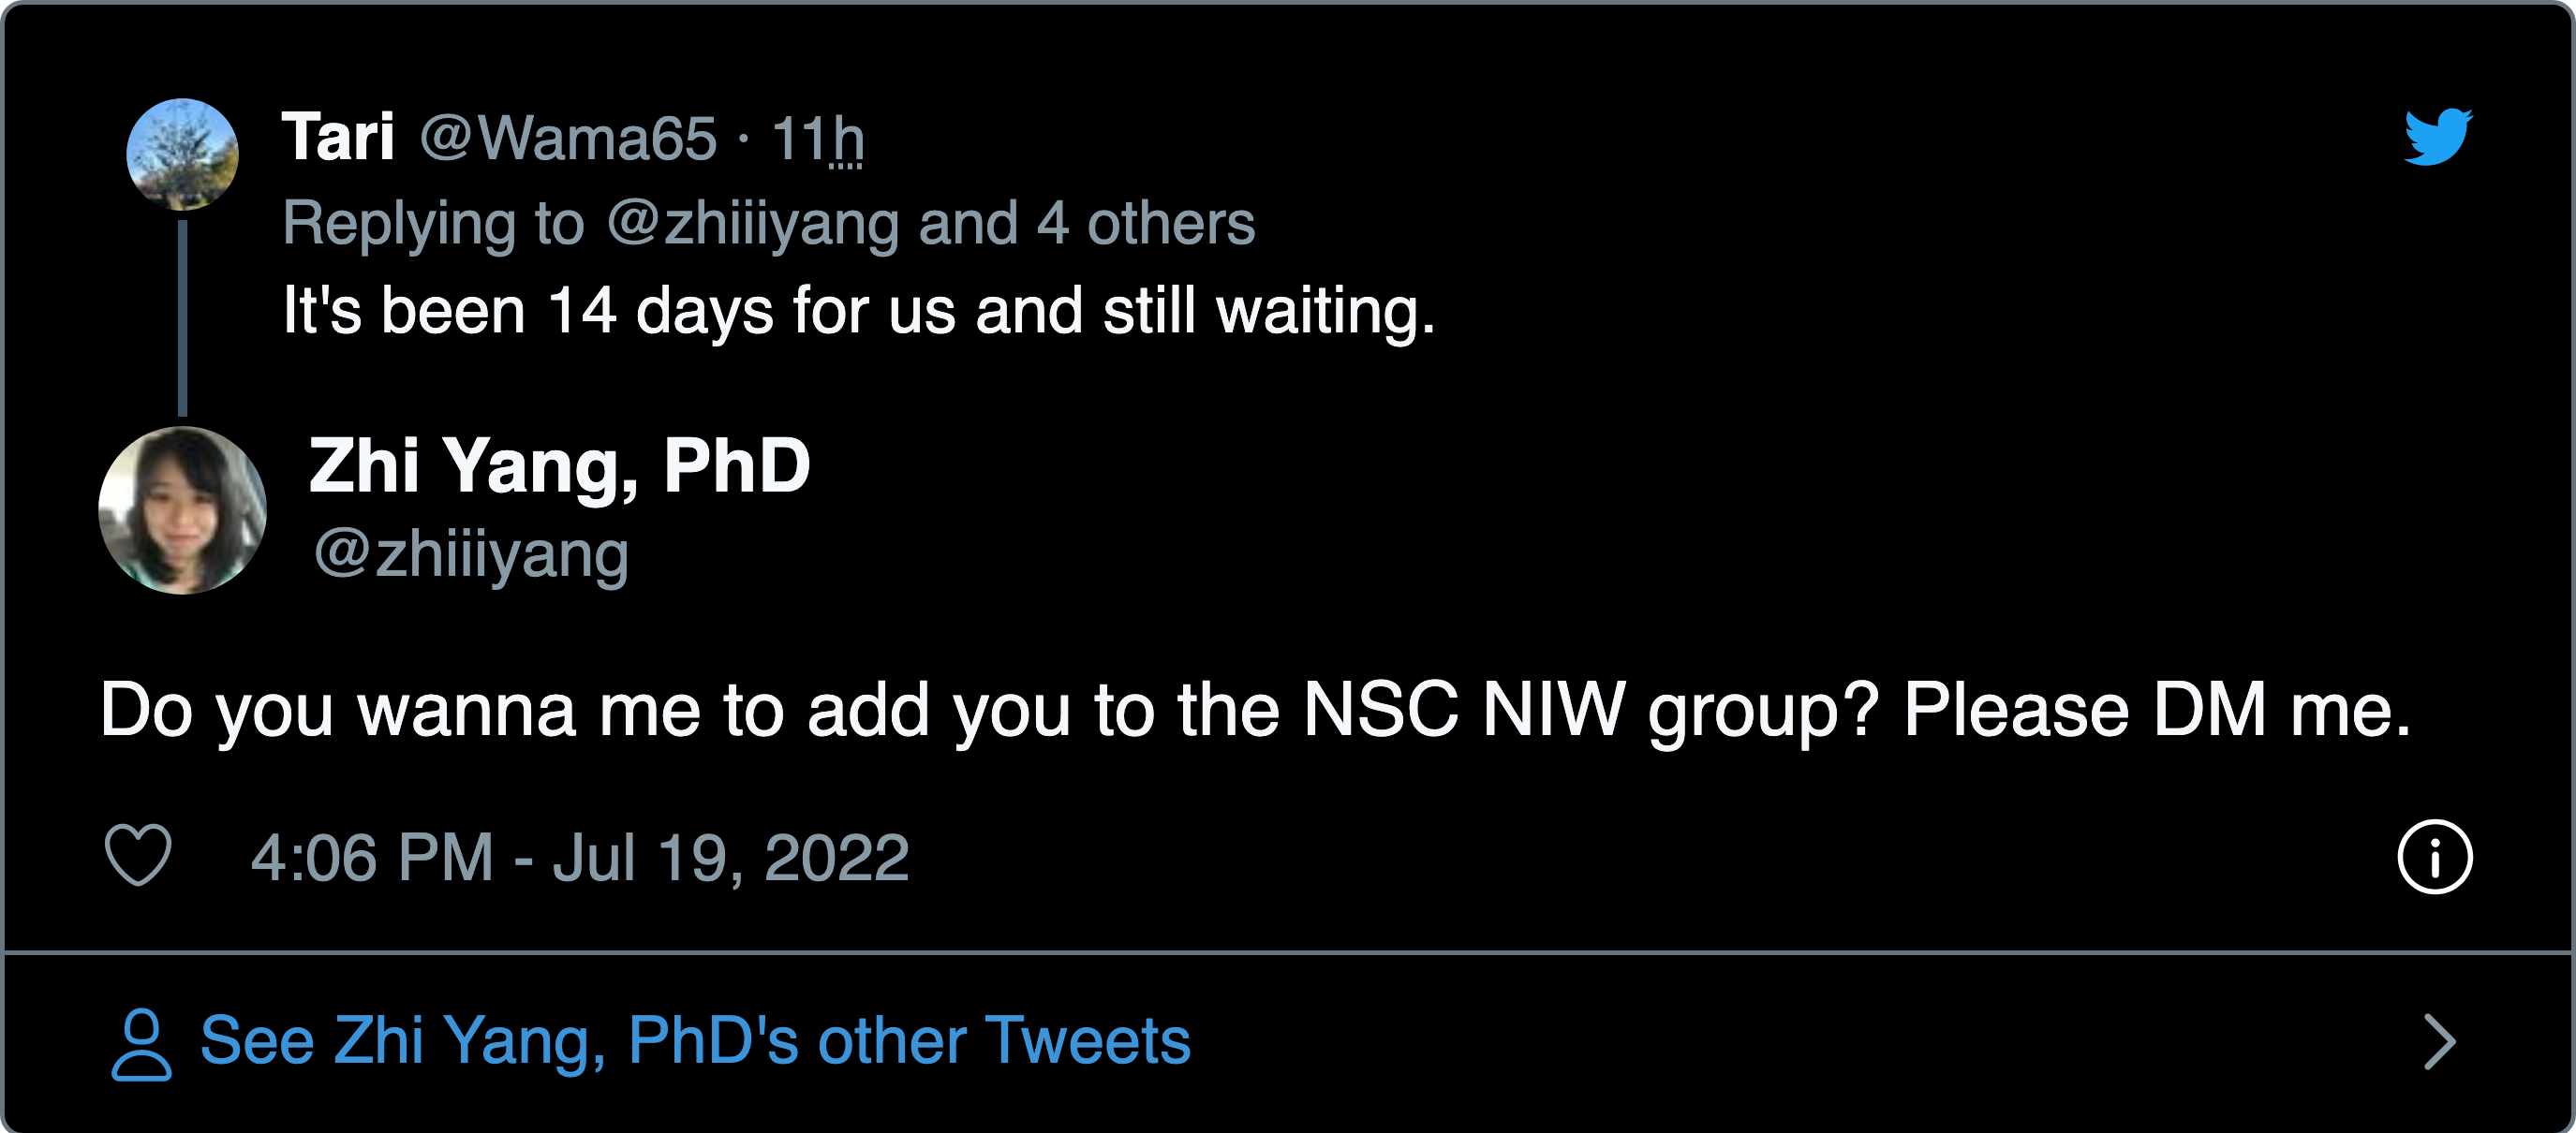 Tari @Wama65 · 11h
Replying to @zhiiiyang and 4 others
It's been 14 days for us and still waiting.
Zhi Yang, PhD
@zhiiiyang
Do you wanna me to add you to the NSC NIW group? Please DM me.
4:06 PM - Jul 19, 2022
See Zhi Yang, PhD's other Tweets